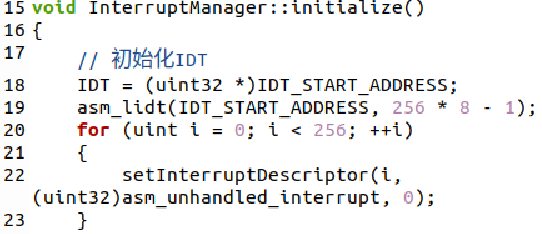 15 void InterruptManager::initialize()
16 {
17     // 初始化IDT
18     IDT = (uint32 *)IDT_START_ADDRESS;
19     asm_lidt(IDT_START_ADDRESS, 256 * 8 - 1);
20     for (uint i = 0; i < 256; ++i)
21     {
22         setInterruptDescriptor(i,
(uint32)asm_unhandled_interrupt, 0);
23     }